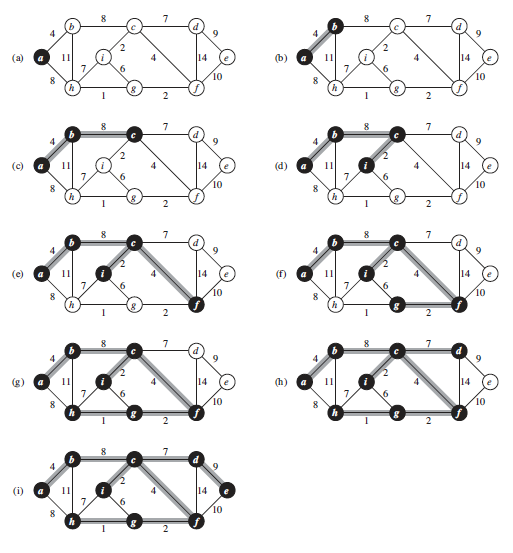 8 7 8 7
b c d b c d
4 9 4 9
2 2
(a) a 11 i 4 14 e (b) a 11 i 4 14 e
7 6 7 6
8 10 8 10
h g f h g f
1 2 1 2
8 7 8 7
b c d b c d
4 9 4 9
2 2
(c) a 11 i 4 14 e (d) a 11 i 4 14 e
7 6 7 6
8 10 8 10
h g f h g f
1 2 1 2
8 7 8 7
b c d b c d
4 9 4 9
2 2
(e) a 11 i 4 14 e (f) a 11 i 4 14 e
7 6 7 6
8 10 8 10
h g f h g f
1 2 1 2
8 7 8 7
b c d b c d
4 9 4 9
2 2
(g) a 11 i 4 14 e (h) a 11 i 4 14 e
7 6 7 6
8 10 8 10
h g f h g f
1 2 1 2
8 7
b c d
4 9
2
(i) a 11 i 4 14 e
7 6
8 10
h g f
1 2